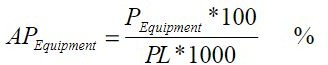 AP_Equipment = P_Equipment *100 / PL *1000 %